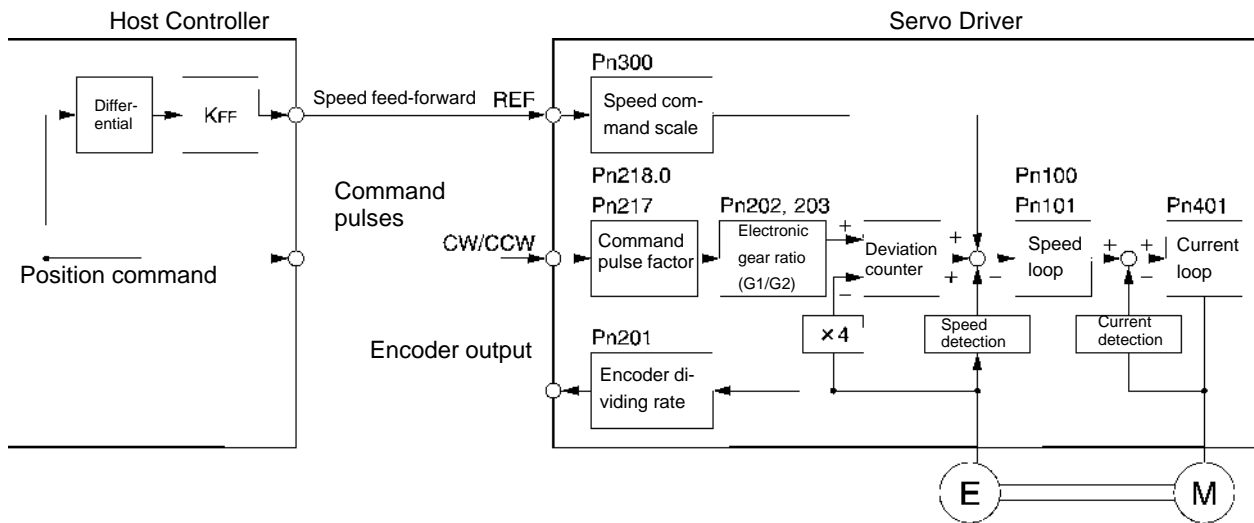 Host Controller
Servo Driver
Differ-
ential
KFF
Speed feed-forward
REF
Pn300
Speed com-
mand scale
Command
pulses
Position command
CW/CCW
Pn218.0
Pn217
Command
pulse factor
Pn202, 203
Electronic
gear ratio
(G1/G2)
+
−
Deviation
counter
+
+
−
Pn100
Pn101
Speed
loop
+
−
+
Pn401
Current
loop
×4
Speed
detection
Current
detection
Encoder output
Pn201
Encoder di-
viding rate
E
M